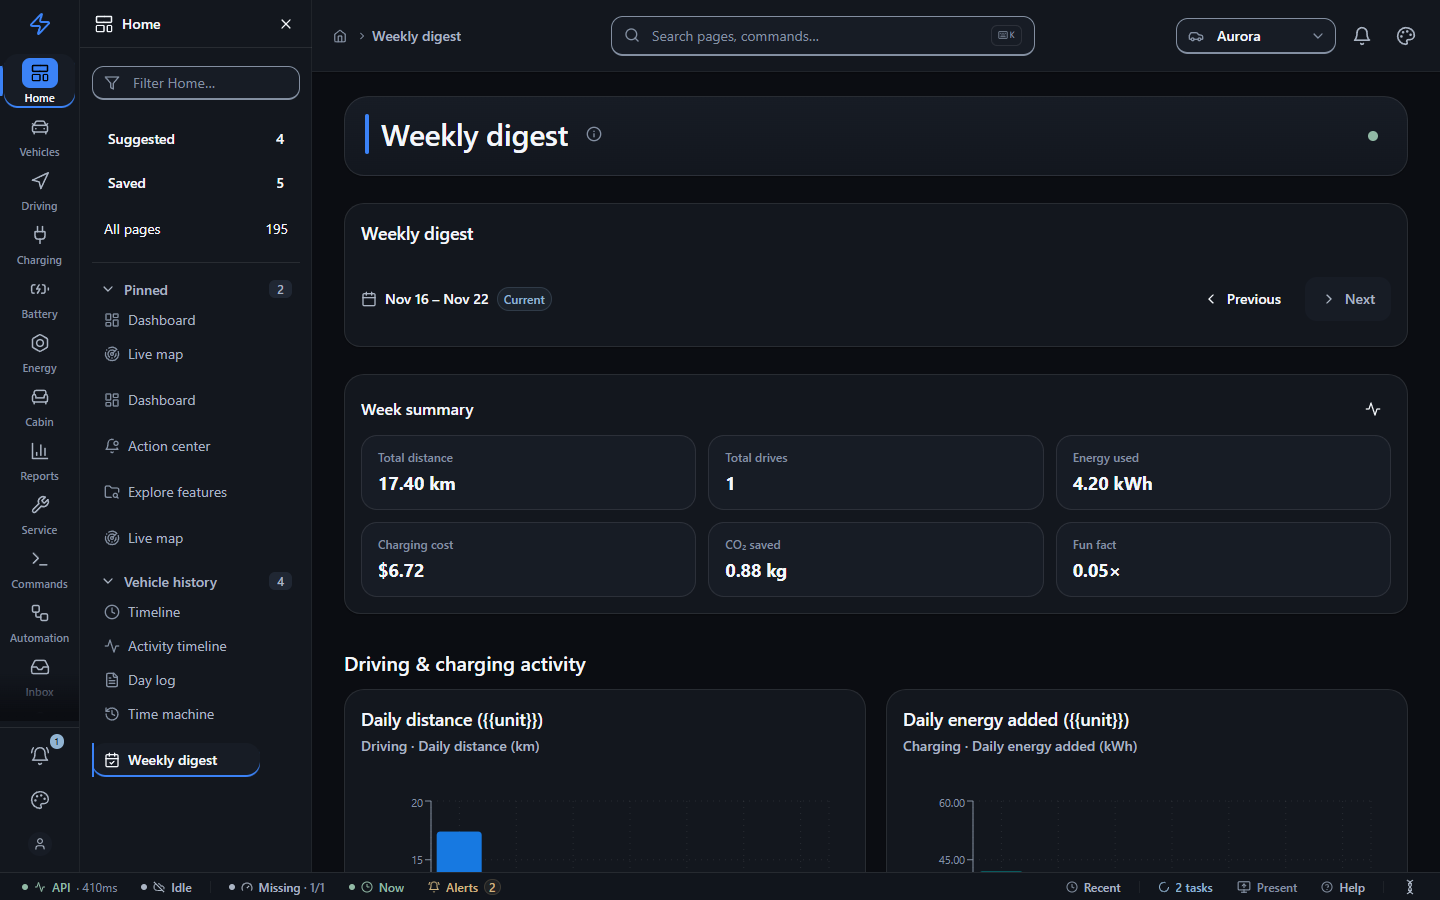 Home
Weekly digest
Search pages, commands...
K
Aurora
Home
Vehicles
Driving
Charging
Battery
Energy
Cabin
Reports
Service
Commands
Automation
Inbox
1
Filter Home...
Suggested 4
Saved 5
All pages 195
Pinned 2
Dashboard
Live map
Dashboard
Action center
Explore features
Live map
Vehicle history 4
Timeline
Activity timeline
Day log
Time machine
Weekly digest
Weekly digest
Weekly digest
Nov 16 – Nov 22 Current
Previous Next
Week summary
Total distance
17.40 km
Total drives
1
Energy used
4.20 kWh
Charging cost
$6.72
CO₂ saved
0.88 kg
Fun fact
0.05×
Driving & charging activity
Daily distance ({{unit}})
Driving · Daily distance (km)
20
15
Daily energy added ({{unit}})
Charging · Daily energy added (kWh)
60.00
45.00
API · 410ms Idle Missing · 1/1 Now Alerts 2 Recent 2 tasks Present Help